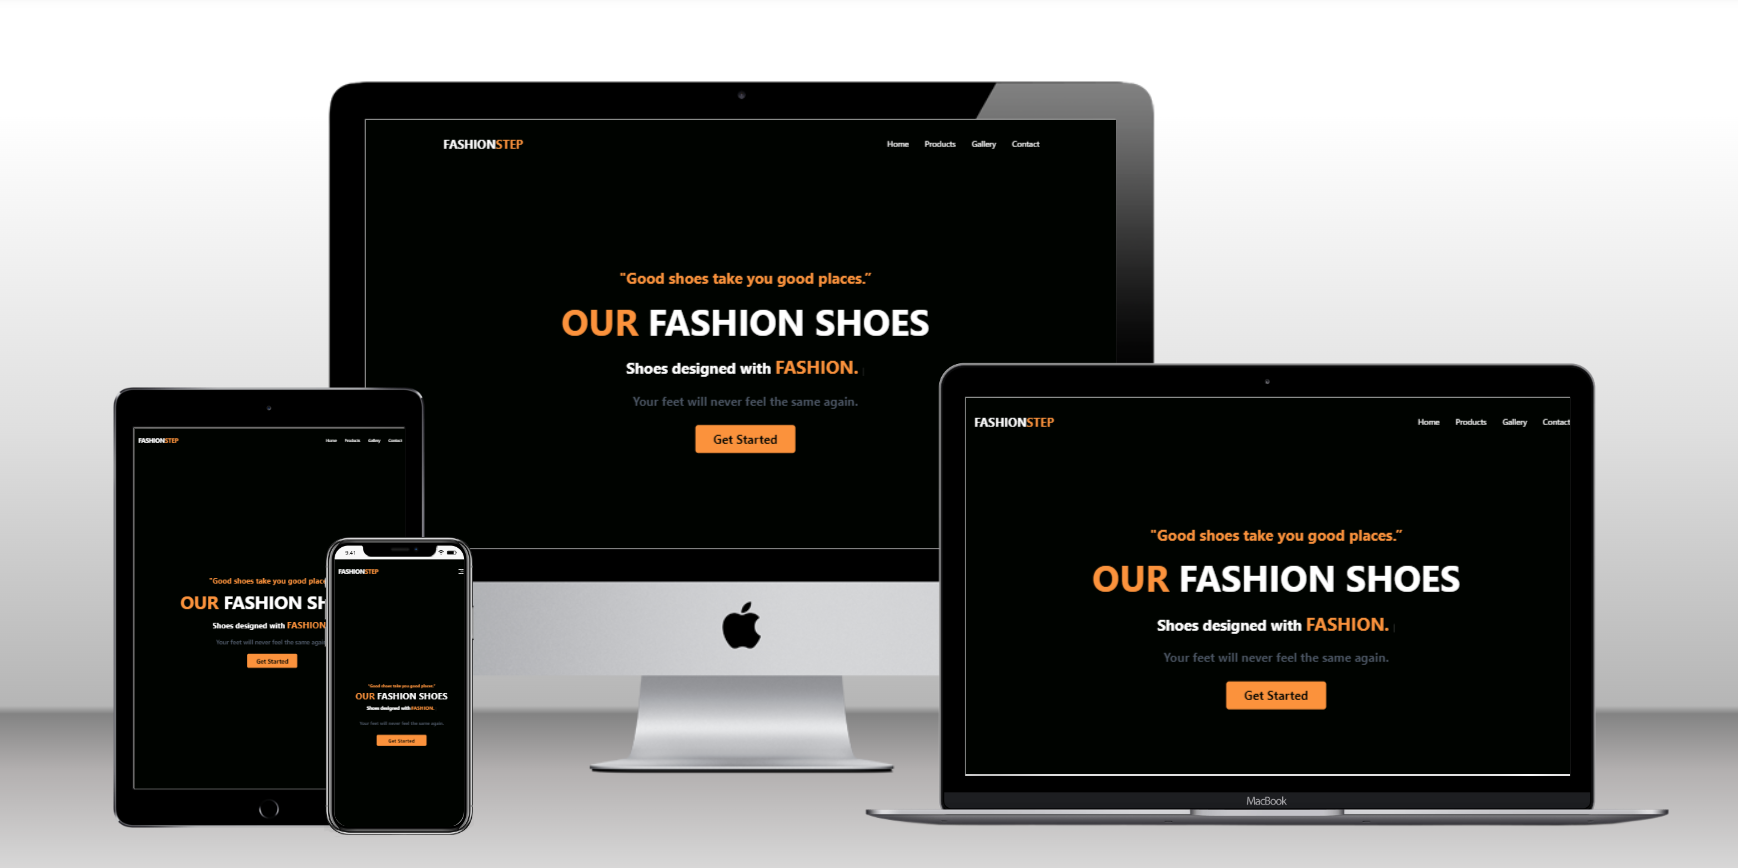 FASHIONSTEP
Home Products Gallery Contact
"Good shoes take you good places.”
OUR FASHION SHOES
Shoes designed with FASHION.
Your feet will never feel the same again.
Get Started
FASHIONSTEP
Home Products Gallery Contact
"Good shoes take you good places.”
OUR FASHION SHOES
Shoes designed with FASHION.
Your feet will never feel the same again.
Get Started
MacBook
FASHIONSTEP
Home Products Gallery Contact
"Good shoes take you good plac
OUR FASHION SH
Shoes designed with FASHION
Your feet will never feel the same agai
Get Started
9:41
FASHIONSTEP
"Good shoes take you good places.”
OUR FASHION SHOES
Shoes designed with FASHION.
Your feet will never feel the same again.
Get Started